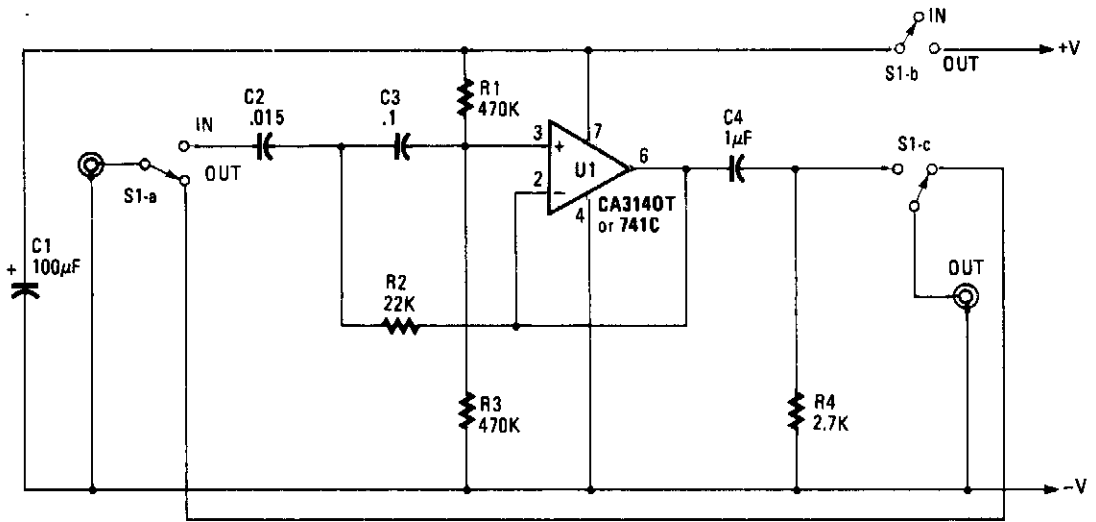 IN
+V
S1-b
OUT
R1
470K
C2
.015
C3
.1
IN
OUT
S1-a
3
7
+
U1
6
2
−
4
CA3140T
or 741C
C4
1µF
S1-c
C1
+ 100µF
R2
22K
OUT
R3
470K
R4
2.7K
−V